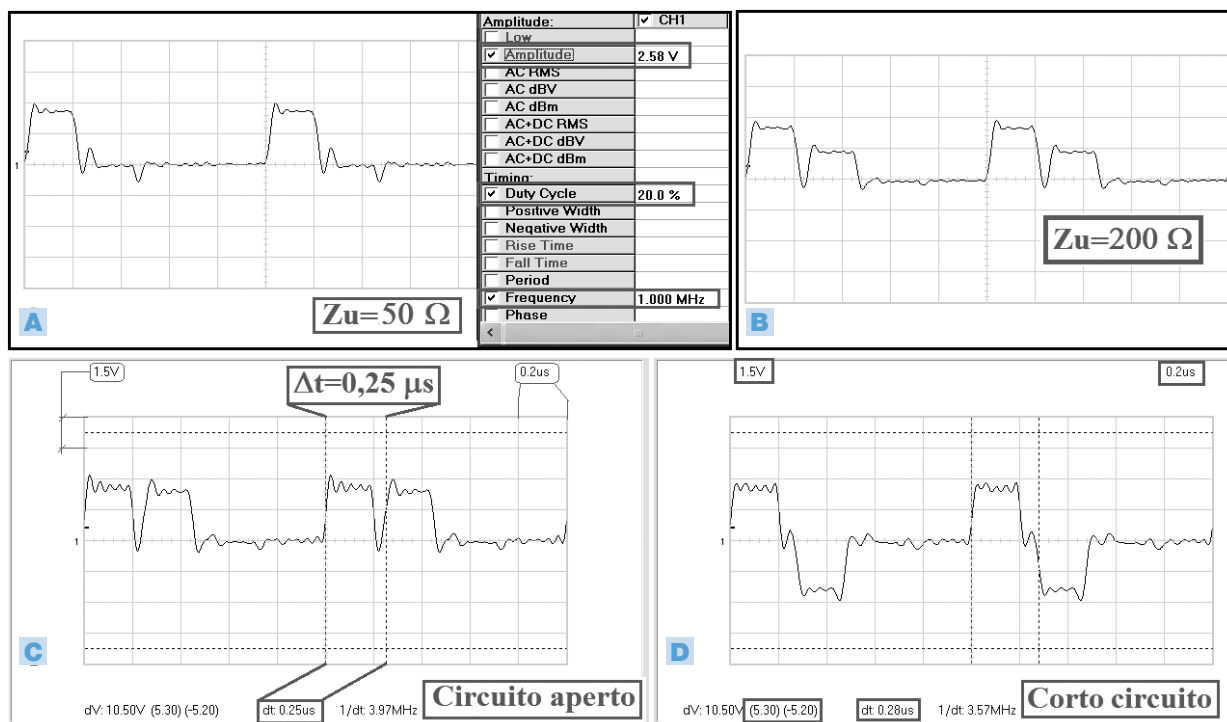 Amplitude: CH1
Low
Amplitude 2.58 V
AC RMS
AC dBV
AC dBm
AC+DC RMS
AC+DC dBV
AC+DC dBm
Timing:
Duty Cycle 20.0 %
Positive Width
Negative Width
Rise Time
Fall Time
Period
Frequency 1.000 MHz
Phase
1
A
Zu=50 Ω
1
Zu=200 Ω
B
1.5V
Δt=0,25 μs
0.2us
1
C
Circuito aperto
dV: 10.50V (5.30) (-5.20) dt: 0.25us 1/dt: 3.97MHz
1.5V
0.2us
1
D
Corto circuito
dV: 10.50V (5.30) (-5.20) dt: 0.28us 1/dt: 3.57MHz